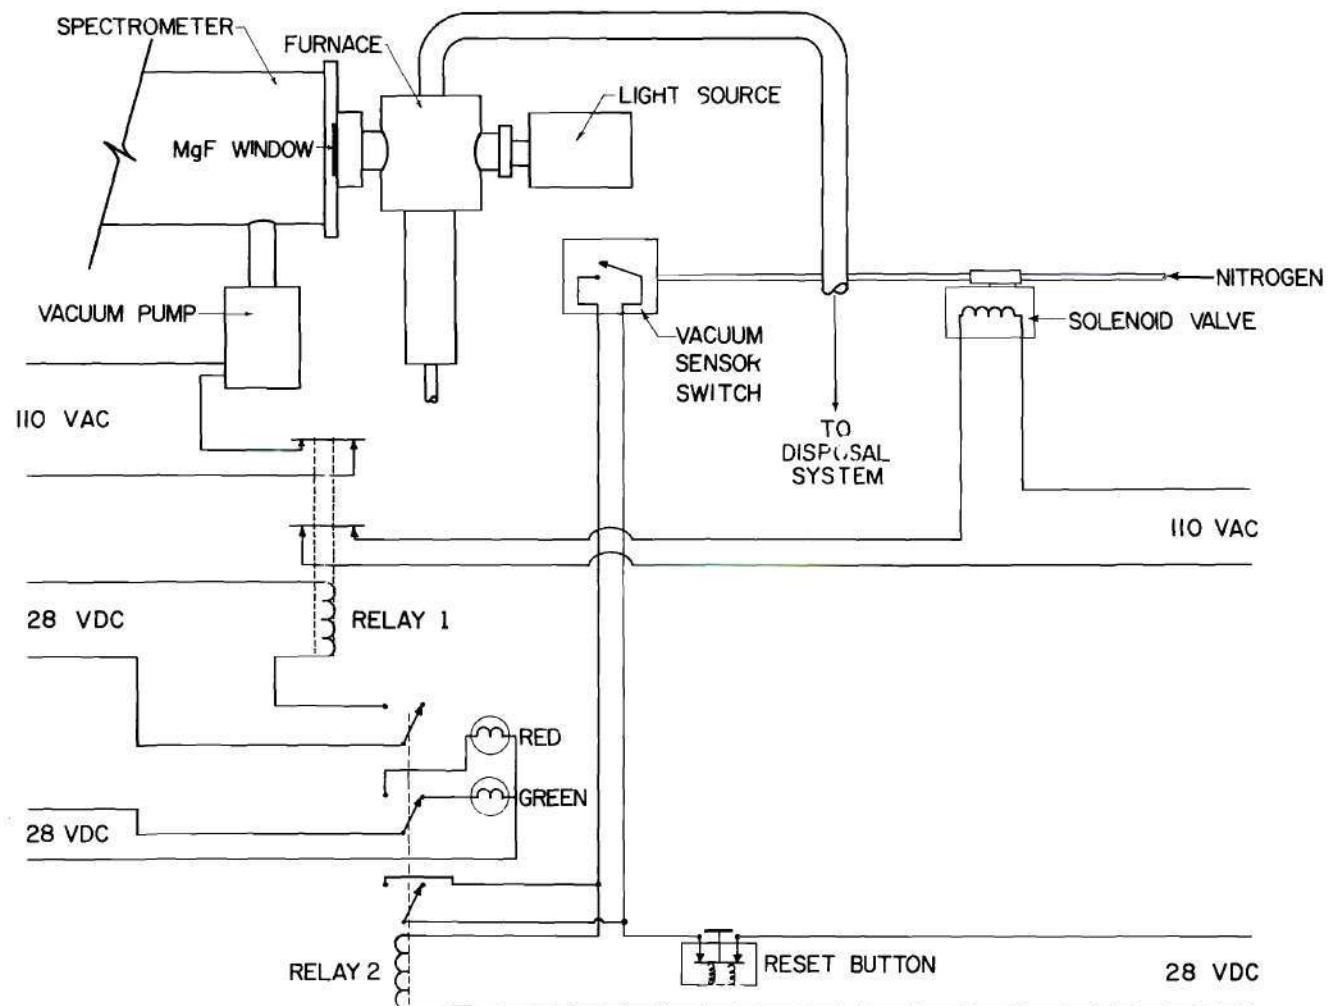 SPECTROMETER
FURNACE
LIGHT SOURCE
MgF WINDOW
NITROGEN
VACUUM PUMP
SOLENOID VALVE
VACUUM
SENSOR
SWITCH
110 VAC
TO
DISPOSAL
SYSTEM
110 VAC
28 VDC
RELAY 1
RED
GREEN
28 VDC
RELAY 2
RESET BUTTON
28 VDC